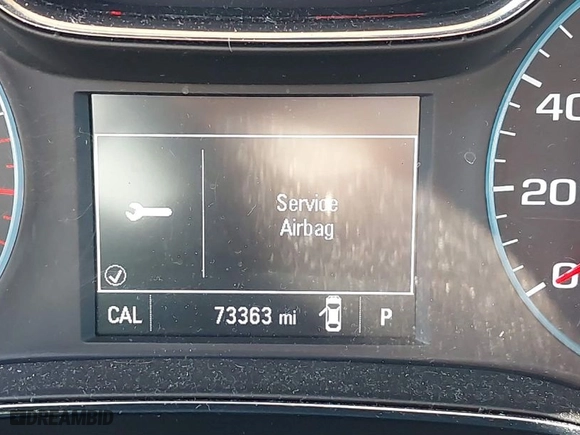 40
20
0
Service
Airbag
CAL
73363 mi
P
DREAMBID